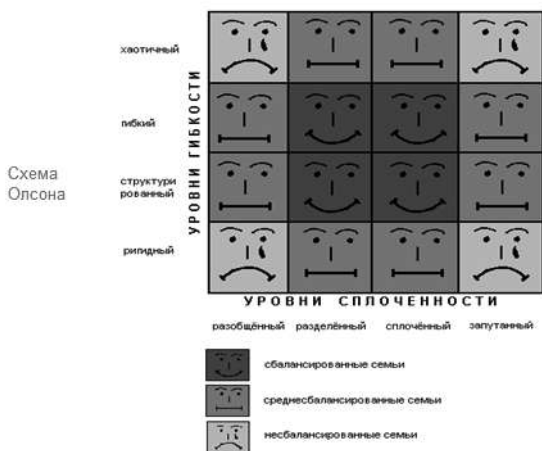 хаотичный
гибкий
Схема
Олсона
структури
рованный
ригидный
УРОВНИ ГИБКОСТИ
УРОВНИ СПЛОЧЕННОСТИ
разобщённый разделённый сплочённый запутанный
сбалансированные семьи
среднесбалансированные семьи
несбалансированные семьи